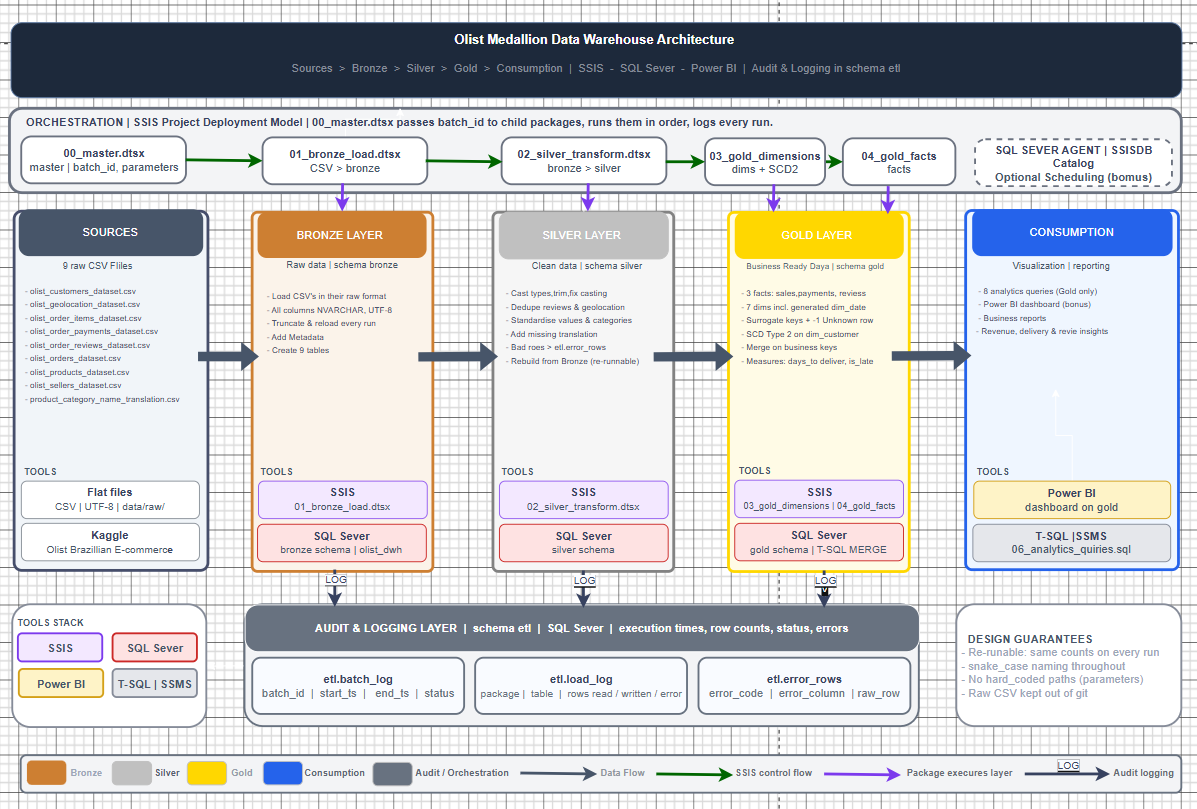 Olist Medallion Data Warehouse Architecture
Sources > Bronze > Silver > Gold > Consumption | SSIS - SQL Sever - Power BI | Audit & Logging in schema etl
ORCHESTRATION | SSIS Project Deployment Model | 00_master.dtsx passes batch_id to child packages, runs them in order, logs every run.
00_master.dtsx
master | batch_id, parameters
01_bronze_load.dtsx
CSV > bronze
02_silver_transform.dtsx
bronze > silver
03_gold_dimensions
dims + SCD2
04_gold_facts
facts
SQL SEVER AGENT | SSISDB
Catalog
Optional Scheduling (bonus)
SOURCES
9 raw CSV Fliles
- olist_customers_dataset.csv
- olist_geolocation_dataset.csv
- olist_order_items_dataset.csv
- olist_order_payments_dataset.csv
- olist_order_reviews_dataset.csv
- olist_orders_dataset.csv
- olist_products_dataset.csv
- olist_sellers_dataset.csv
- product_category_name_translation.csv
TOOLS
Flat files
CSV | UTF-8 | data/raw/
Kaggle
Olist Brazillian E-commerce
BRONZE LAYER
Raw data | schema bronze
- Load CSV's in their raw format
- All columns NVARCHAR, UTF-8
- Truncate & reload every run
- Add Metadata
- Create 9 tables
TOOLS
SSIS
01_bronze_load.dtsx
SQL Sever
bronze schema | olist_dwh
SILVER LAYER
Clean data | schema silver
- Cast types,trim,fix casting
- Dedupe reviews & geolocation
- Standardise values & categories
- Add missing translation
- Bad roes > etl.error_rows
- Rebuild from Bronze (re-runnable)
TOOLS
SSIS
02_silver_transform.dtsx
SQL Sever
silver schema
GOLD LAYER
Business Ready Daya | schema gold
- 3 facts: sales,payments, reviess
- 7 dims incl. generated dim_date
- Surrogate keys + -1 Unknown row
- SCD Type 2 on dim_customer
- Merge on business keys
- Measures: days_to deliver, is_late
TOOLS
SSIS
03_gold_dimensions | 04_gold_facts
SQL Sever
gold schema | T-SQL MERGE
CONSUMPTION
Visualization | reporting
- 8 analytics queries (Gold only)
- Power BI dashboard (bonus)
- Business reports
- Revenue, delivery & revie insights
TOOLS
Power BI
dashboard on gold
T-SQL |SSMS
06_analytics_quiries.sql
LOG
LOG
LOG
TOOLS STACK
SSIS
SQL Sever
Power BI
T-SQL | SSMS
AUDIT & LOGGING LAYER | schema etl | SQL Sever | execution times, row counts, status, errors
etl.batch_log
batch_id | start_ts | end_ts | status
etl.load_log
package | table | rows read / written / error
etl.error_rows
error_code | error_column | raw_row
DESIGN GUARANTEES
- Re-runable: same counts on every run
- snake_case naming throughout
- No hard_coded paths (parameters)
- Raw CSV kept out of git
Bronze
Silver
Gold
Consumption
Audit / Orchestration
Data Flow
SSIS control flow
Package execures layer
LOG
Audit logging